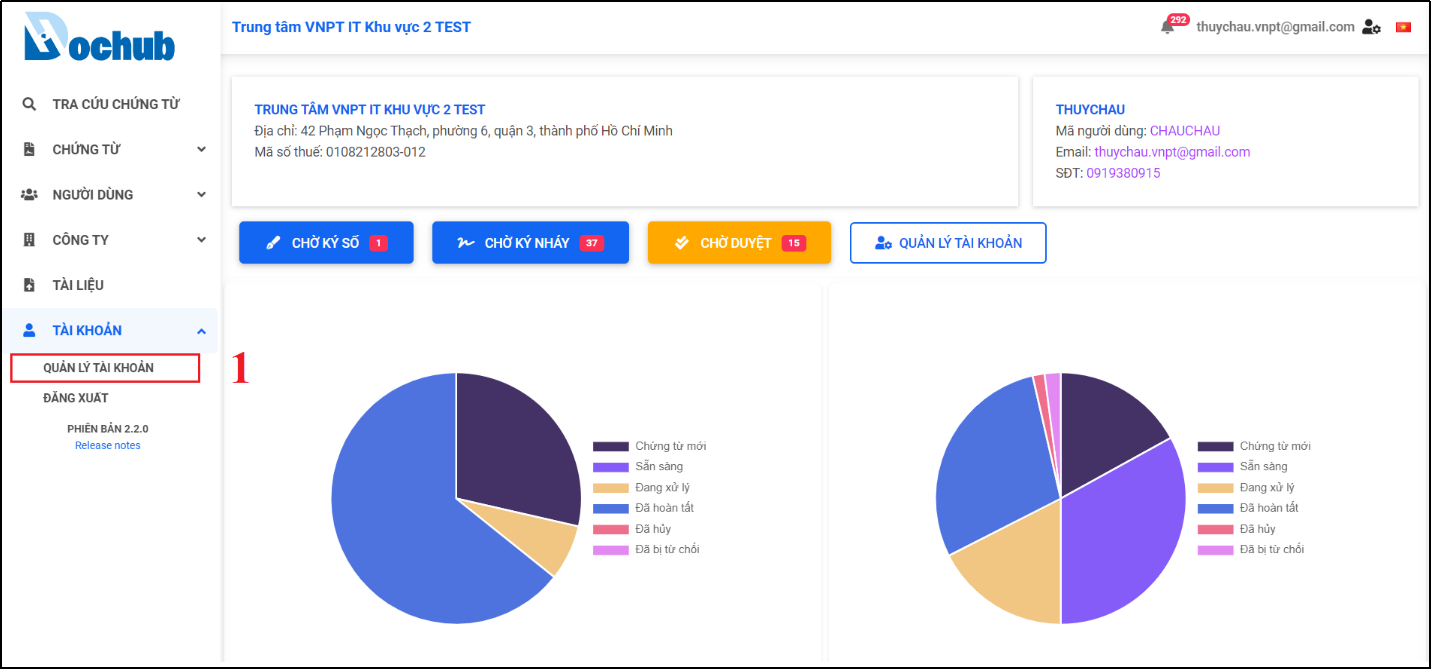 Dochub
Trung tâm VNPT IT Khu vực 2 TEST
292
thuychau.vnpt@gmail.com
TRA CỨU CHỨNG TỪ
CHỨNG TỪ
NGƯỜI DÙNG
CÔNG TY
TÀI LIỆU
TÀI KHOẢN
QUẢN LÝ TÀI KHOẢN
1
ĐĂNG XUẤT
PHIÊN BẢN 2.2.0
Release notes
TRUNG TÂM VNPT IT KHU VỰC 2 TEST
Địa chỉ: 42 Phạm Ngọc Thạch, phường 6, quận 3, thành phố Hồ Chí Minh
Mã số thuế: 0108212803-012
THUYCHAU
Mã người dùng: CHAUCHAU
Email: thuychau.vnpt@gmail.com
SĐT: 0919380915
CHỜ KÝ SỐ 1
CHỜ KÝ NHÁY 37
CHỜ DUYỆT 15
QUẢN LÝ TÀI KHOẢN
Chứng từ mới
Sẵn sàng
Đang xử lý
Đã hoàn tất
Đã hủy
Đã bị từ chối
Chứng từ mới
Sẵn sàng
Đang xử lý
Đã hoàn tất
Đã hủy
Đã bị từ chối